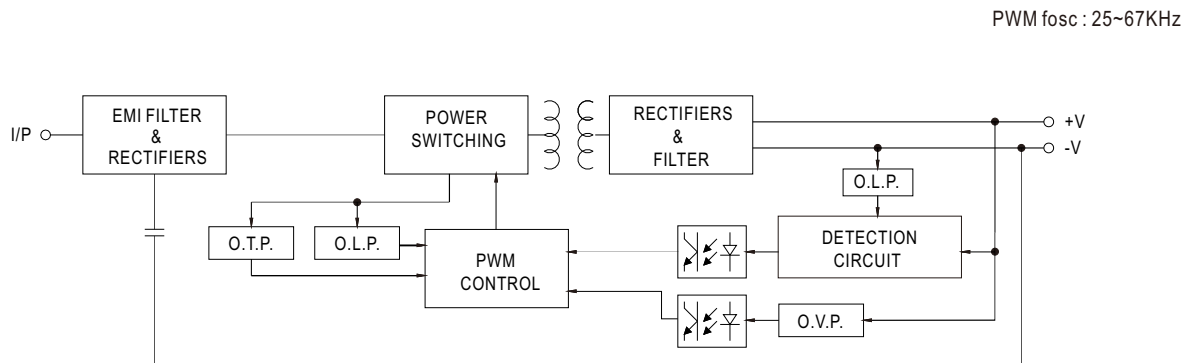 PWM fosc : 25~67KHz
I/P
EMI FILTER
&
RECTIFIERS
POWER
SWITCHING
RECTIFIERS
&
FILTER
+V
-V
O.L.P.
O.T.P.
O.L.P.
PWM
CONTROL
DETECTION
CIRCUIT
O.V.P.